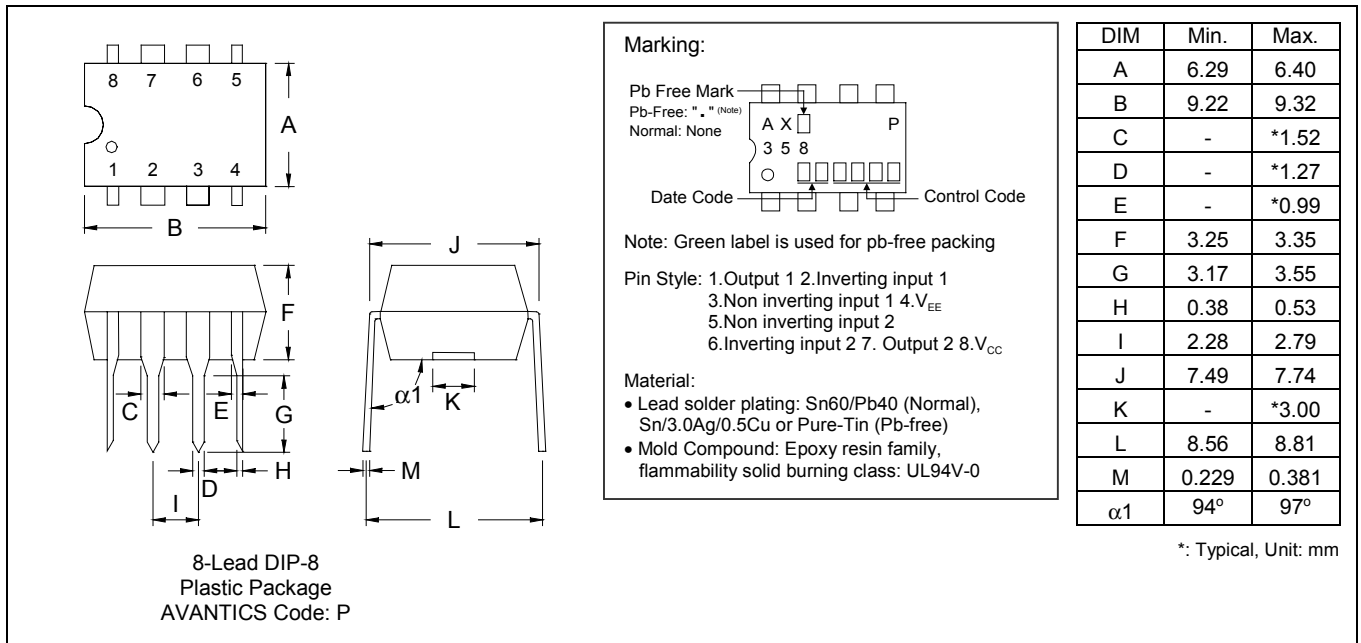 8 7 6 5
1 2 3 4
A
B
F
C
E
G
D
H
I
J
α1
K
M
L
8-Lead DIP-8
Plastic Package
AVANTICS Code: P
Marking:
Pb Free Mark
Pb-Free: "." (Note)
Normal: None
A X P
3 5 8
Date Code
Control Code
Note: Green label is used for pb-free packing
Pin Style: 1.Output 1 2.Inverting input 1
3.Non inverting input 1 4.VEE
5.Non inverting input 2
6.Inverting input 2 7. Output 2 8.VCC
Material:
• Lead solder plating: Sn60/Pb40 (Normal),
Sn/3.0Ag/0.5Cu or Pure-Tin (Pb-free)
• Mold Compound: Epoxy resin family,
flammability solid burning class: UL94V-0
DIM Min. Max.
A 6.29 6.40
B 9.22 9.32
C - *1.52
D - *1.27
E - *0.99
F 3.25 3.35
G 3.17 3.55
H 0.38 0.53
I 2.28 2.79
J 7.49 7.74
K - *3.00
L 8.56 8.81
M 0.229 0.381
α1 94º 97º
*: Typical, Unit: mm